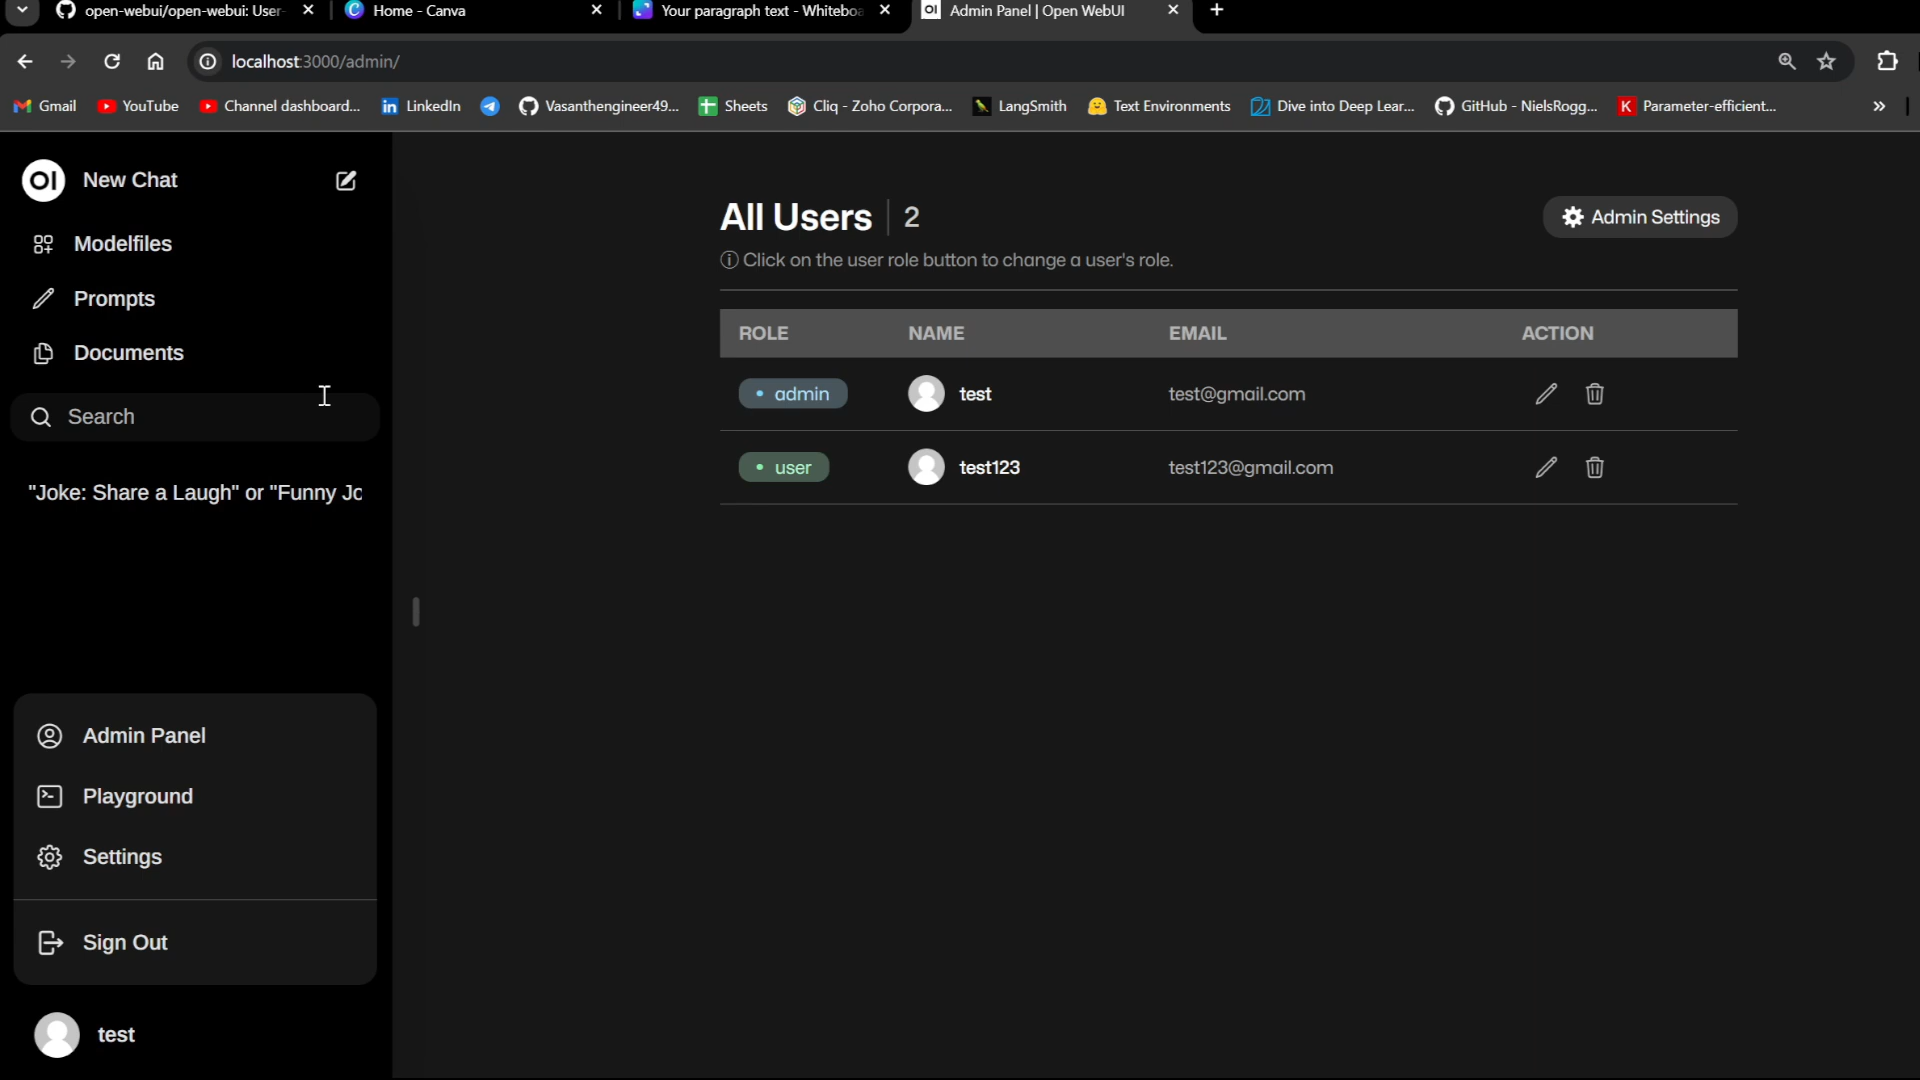 open-webui/open-webui: User-
Home - Canva
Your paragraph text - Whiteboa
OI Admin Panel | Open WebUI
localhost:3000/admin/
Gmail YouTube Channel dashboard... LinkedIn Vasanthengineer49... Sheets Cliq - Zoho Corpora... LangSmith Text Environments Dive into Deep Lear... GitHub - NielsRogg... K Parameter-efficient... »
OI New Chat
Modelfiles
Prompts
Documents
Search
"Joke: Share a Laugh" or "Funny Jo
Admin Panel
Playground
Settings
Sign Out
test
All Users | 2
Admin Settings
Click on the user role button to change a user's role.
ROLE NAME EMAIL ACTION
• admin test test@gmail.com
• user test123 test123@gmail.com